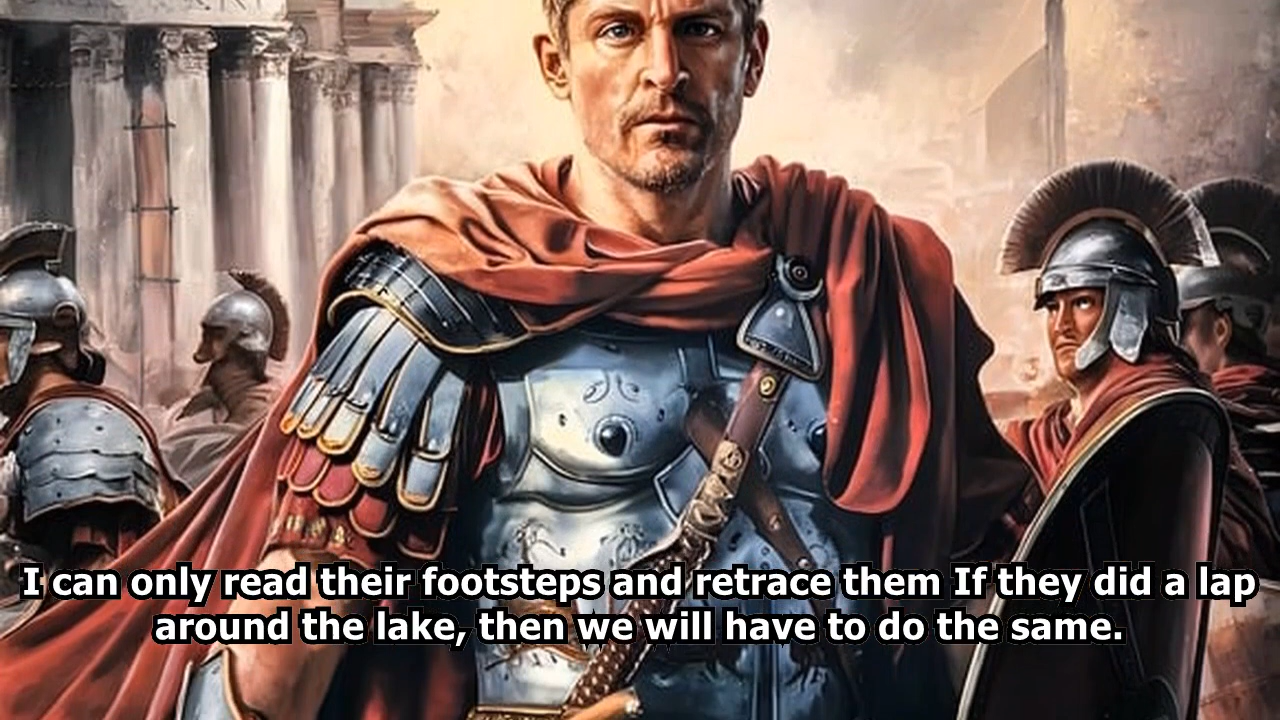 I can only read their footsteps and retrace them If they did a lap
around the lake, then we will have to do the same.